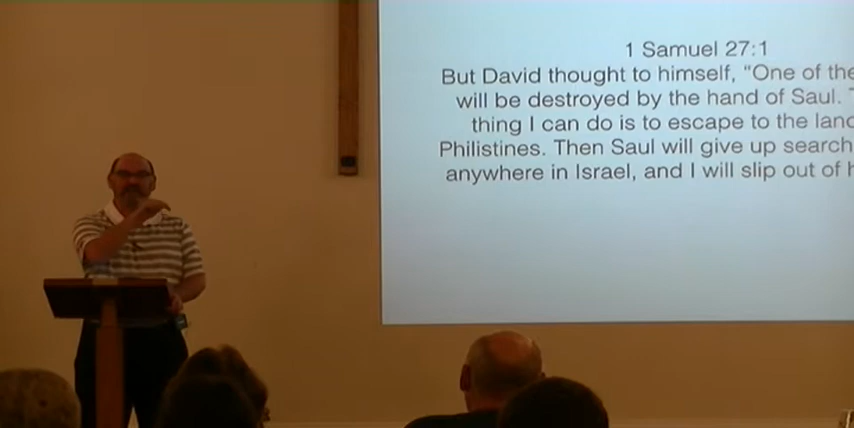 1 Samuel 27:1
But David thought to himself, "One of the
will be destroyed by the hand of Saul.
thing I can do is to escape to the land
Philistines. Then Saul will give up search
anywhere in Israel, and I will slip out of h